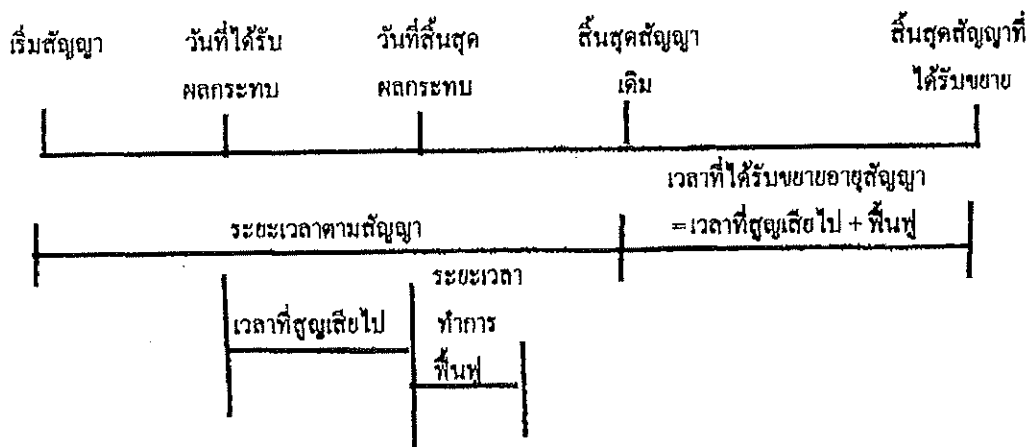 เริ่มสัญญา
วันที่ได้รับ
ผลกระทบ
วันที่สิ้นสุด
ผลกระทบ
สิ้นสุดสัญญา
เดิม
สิ้นสุดสัญญาที่
ได้รับขยาย
เวลาที่ได้รับขยายอายุสัญญา
=เวลาที่สูญเสียไป + ฟื้นฟู
ระยะเวลาตามสัญญา
เวลาที่สูญเสียไป
ระยะเวลา
ทำการ
ฟื้นฟู